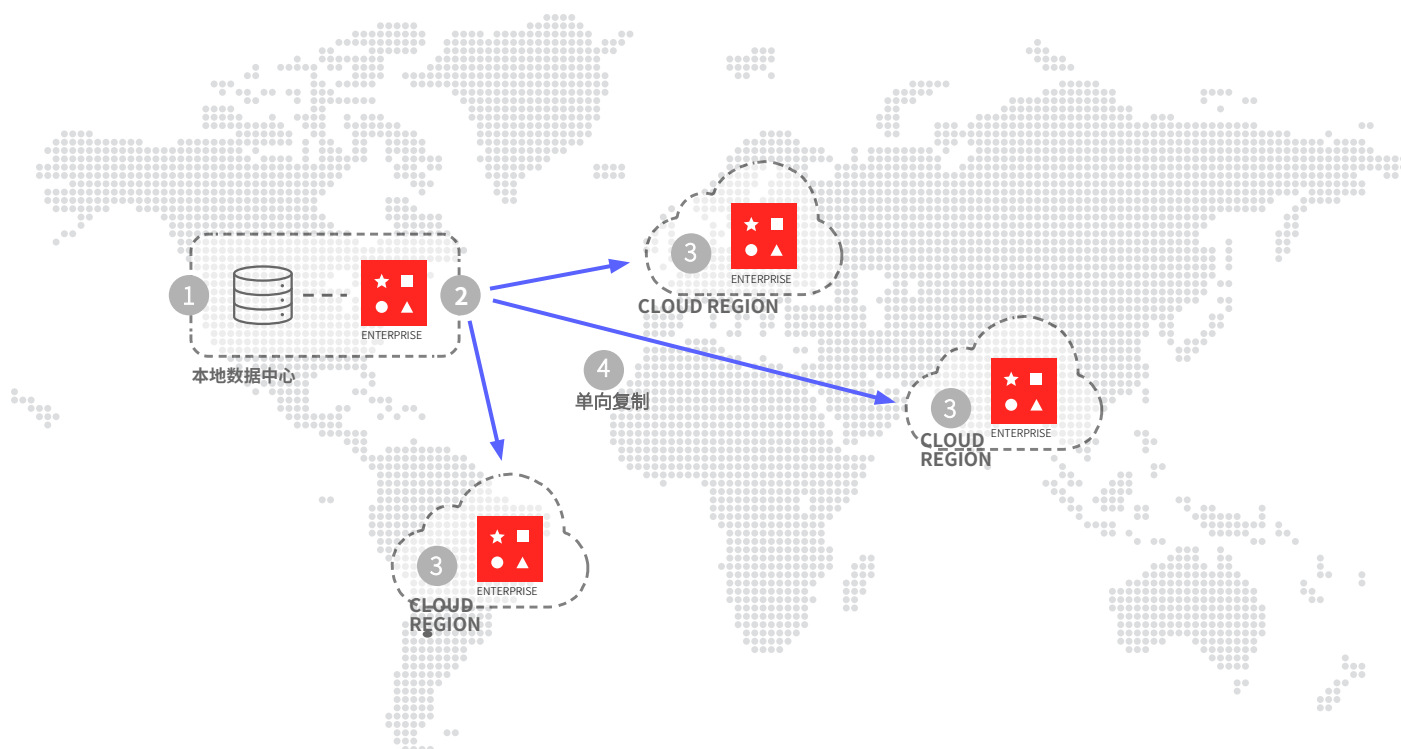 3
ENTERPRISE
CLOUD REGION
1
ENTERPRISE
2
本地数据中心
4
单向复制
3
ENTERPRISE
CLOUD
REGION
3
ENTERPRISE
CLOUD
REGION